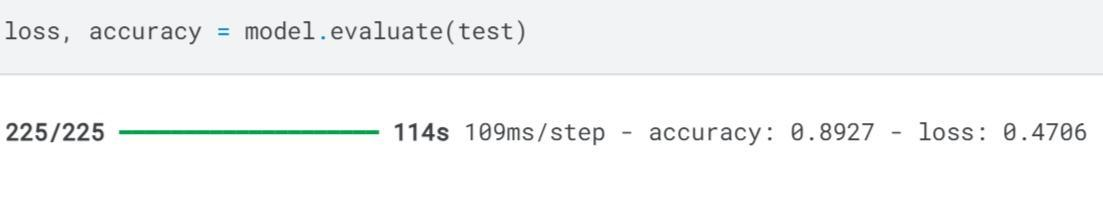 loss, accuracy = model.evaluate(test)
225/225 114s 109ms/step - accuracy: 0.8927 - loss: 0.4706